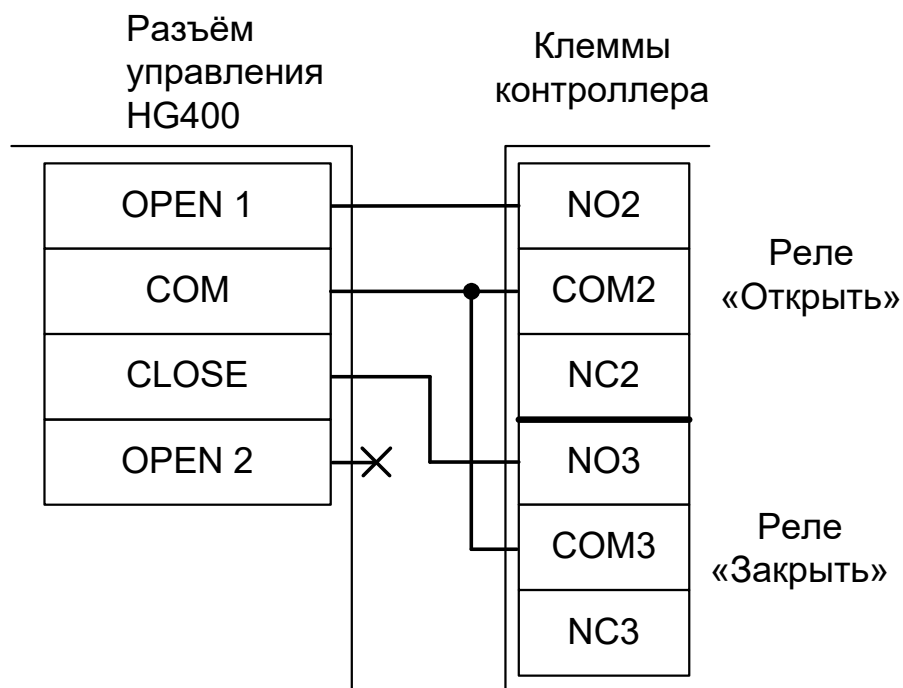 Разъём
управления
HG400
Клеммы
контроллера
OPEN 1
COM
CLOSE
OPEN 2
NO2
COM2
NC2
NO3
COM3
NC3
Реле
«Открыть»
Реле
«Закрыть»